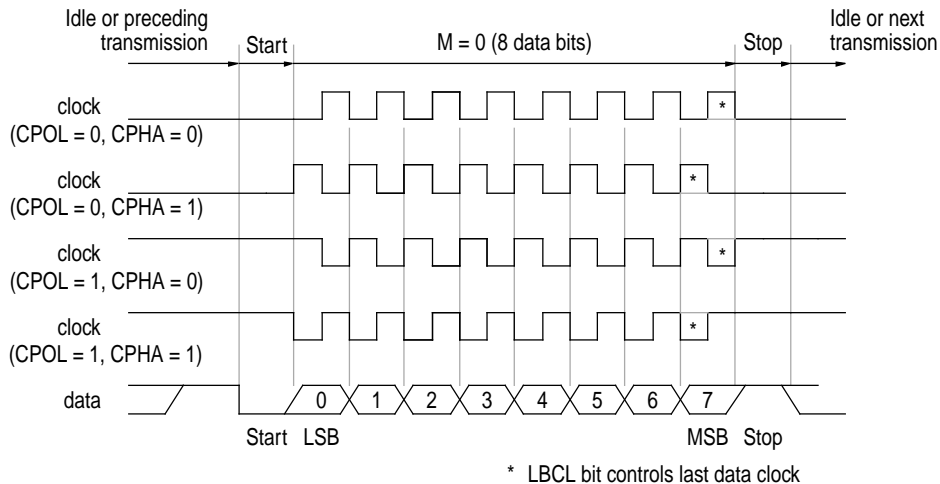 Idle or preceding
transmission
Start
M = 0 (8 data bits)
Stop
Idle or next
transmission
clock
(CPOL = 0, CPHA = 0)
*
clock
(CPOL = 0, CPHA = 1)
*
clock
(CPOL = 1, CPHA = 0)
*
clock
(CPOL = 1, CPHA = 1)
*
data
0 1 2 3 4 5 6 7
Start LSB MSB Stop
* LBCL bit controls last data clock